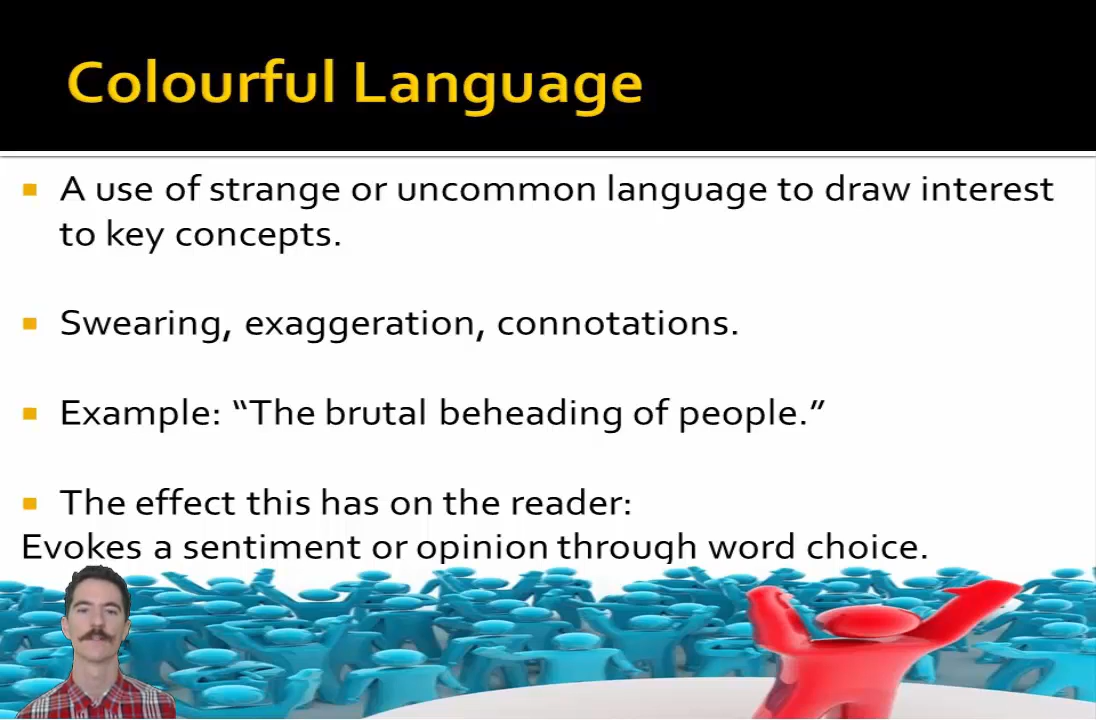 Colourful Language
A use of strange or uncommon language to draw interest
to key concepts.
Swearing, exaggeration, connotations.
Example: “The brutal beheading of people.”
The effect this has on the reader:
Evokes a sentiment or opinion through word choice.